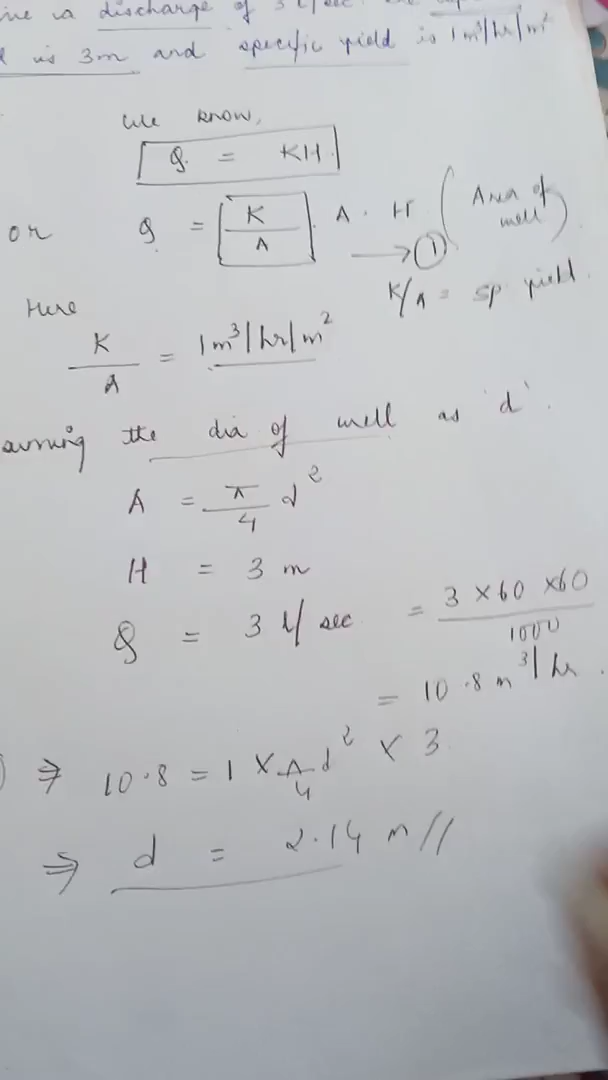 a discharge of 3 l/sec.
is 3m and specific yield is 1m³/hr/m²
We know,
Q = KH
or Q = K/A . A . H → ① (Area of well)
K/A = sp yield.
Here
K/A = 1m³/hr/m²
the dia of well as 'd'.
A = π/4 d²
H = 3 m
Q = 3 l/sec = 3 × 60 × 60 / 1000
= 10.8 m³/hr.
⇒ 10.8 = 1 × π/4 d² × 3
⇒ d = 2.14 m //